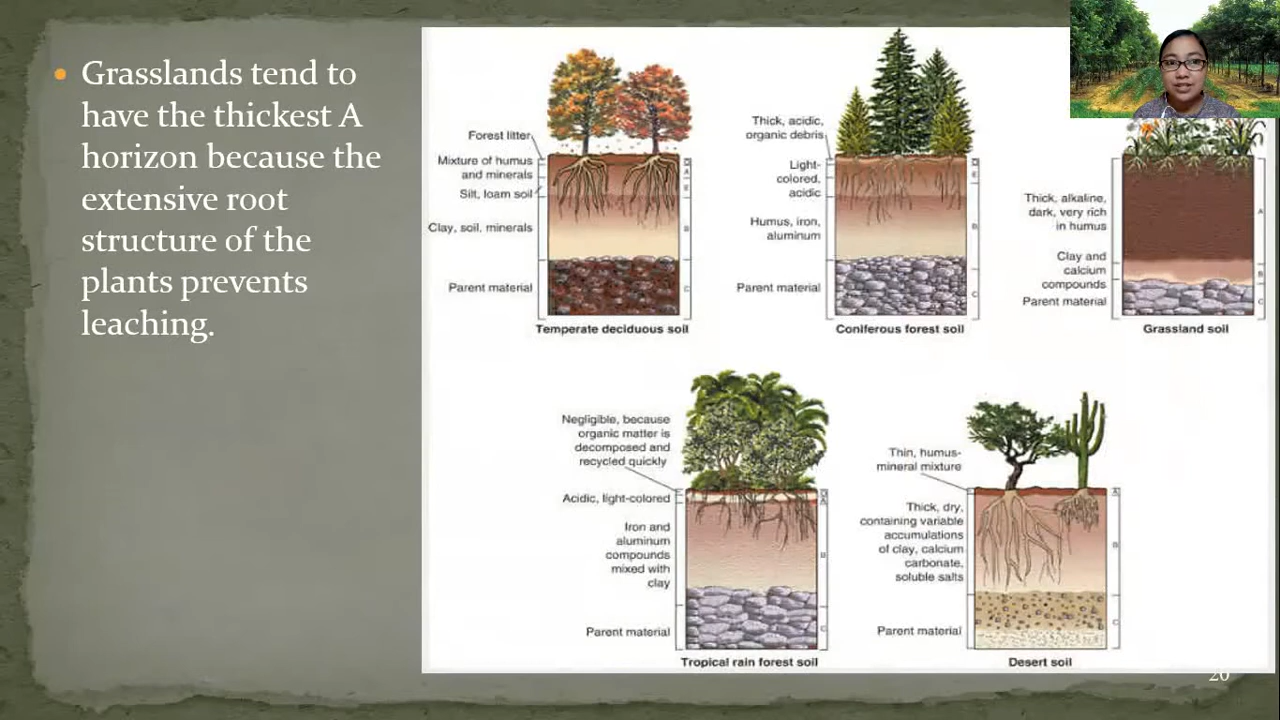 Grasslands tend to
have the thickest A
horizon because the
extensive root
structure of the
plants prevents
leaching.
Forest litter
Mixture of humus
and minerals
Silt, loam soil
Clay, soil, minerals
Parent material
O
A
E
B
C
Temperate deciduous soil
Thick, acidic,
organic debris
Light-
colored,
acidic
Humus, iron,
aluminum
Parent material
O
E
B
C
Coniferous forest soil
Thick, alkaline,
dark, very rich
in humus
Clay and
calcium
compounds
Parent material
A
B
C
Grassland soil
Negligible, because
organic matter is
decomposed and
recycled quickly
Acidic, light-colored
Iron and
aluminum
compounds
mixed with
clay
Parent material
O
A
B
C
Tropical rain forest soil
Thin, humus-
mineral mixture
Thick, dry,
containing variable
accumulations
of clay, calcium
carbonate,
soluble salts
Parent material
A
B
C
Desert soil
20